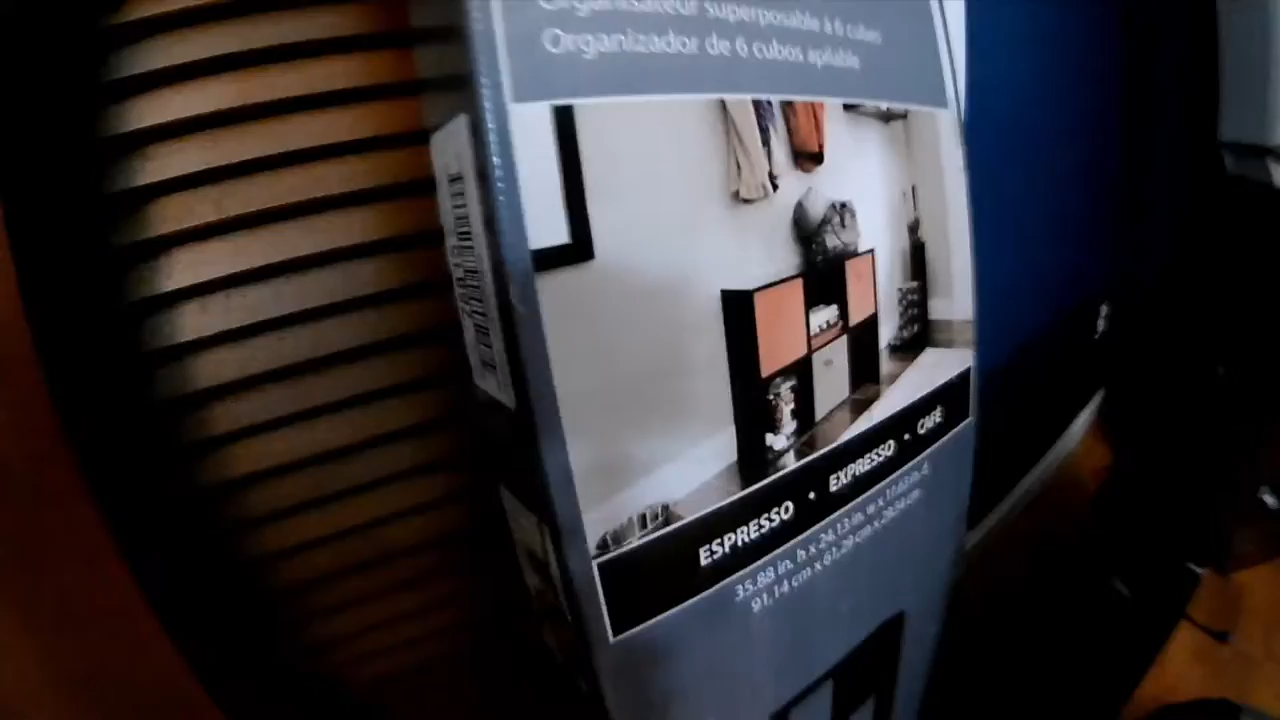 Organisateur superposable à 6 cubes
Organizador de 6 cubos apilable
ESPRESSO • EXPRESSO • CAFÉ
35.88 in. h x 24.13 in. w x 11.63 in. d
91,14 cm x 61,29 cm x 29,54 cm